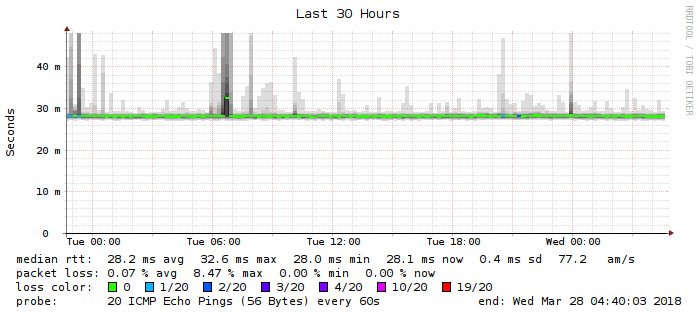 Last 30 Hours
RRDTOOL / TOBI OETIKER
Seconds
40 m
30 m
20 m
10 m
0
Tue 00:00 Tue 06:00 Tue 12:00 Tue 18:00 Wed 00:00
median rtt: 28.2 ms avg 32.6 ms max 28.0 ms min 28.1 ms now 0.4 ms sd 77.2 am/s
packet loss: 0.07 % avg 8.47 % max 0.00 % min 0.00 % now
loss color: 0 1/20 2/20 3/20 4/20 10/20 19/20
probe: 20 ICMP Echo Pings (56 Bytes) every 60s end: Wed Mar 28 04:40:03 2018